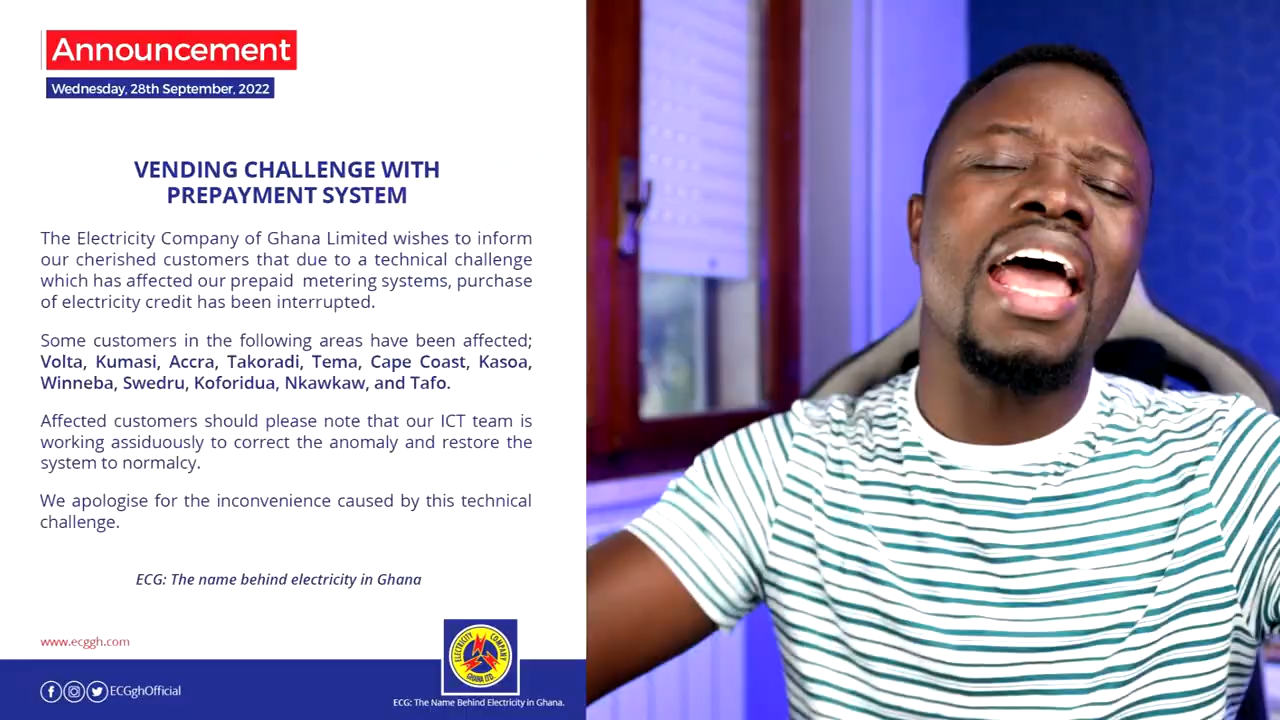 Announcement
Wednesday, 28th September, 2022
VENDING CHALLENGE WITH
PREPAYMENT SYSTEM
The Electricity Company of Ghana Limited wishes to inform
our cherished customers that due to a technical challenge
which has affected our prepaid metering systems, purchase
of electricity credit has been interrupted.
Some customers in the following areas have been affected;
Volta, Kumasi, Accra, Takoradi, Tema, Cape Coast, Kasoa,
Winneba, Swedru, Koforidua, Nkawkaw, and Tafo.
Affected customers should please note that our ICT team is
working assiduously to correct the anomaly and restore the
system to normalcy.
We apologise for the inconvenience caused by this technical
challenge.
ECG: The name behind electricity in Ghana
www.ecggh.com
ECGghOfficial
ELECTRICITY COMPANY
GHANA LTD.
ECG: The Name Behind Electricity in Ghana.